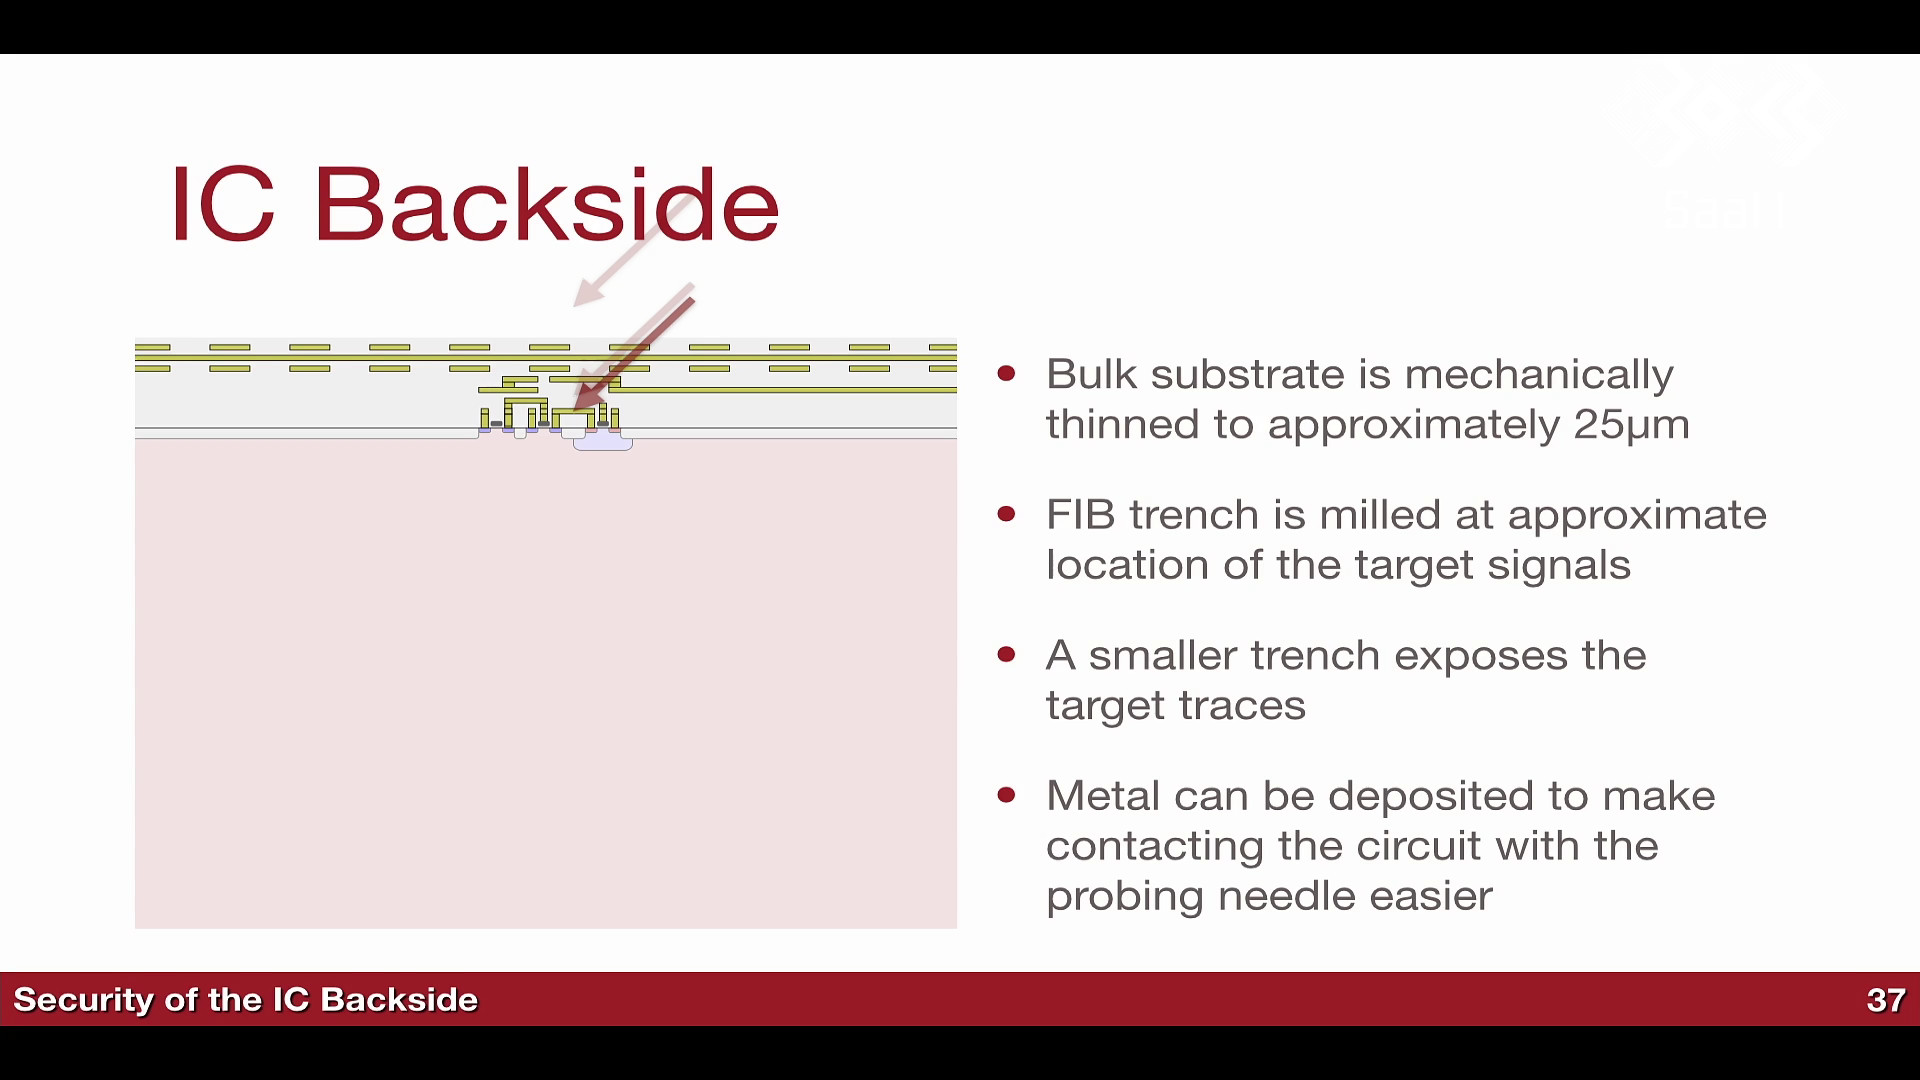 IC Backside
Saal 1
• Bulk substrate is mechanically
thinned to approximately 25µm
• FIB trench is milled at approximate
location of the target signals
• A smaller trench exposes the
target traces
• Metal can be deposited to make
contacting the circuit with the
probing needle easier
Security of the IC Backside
37